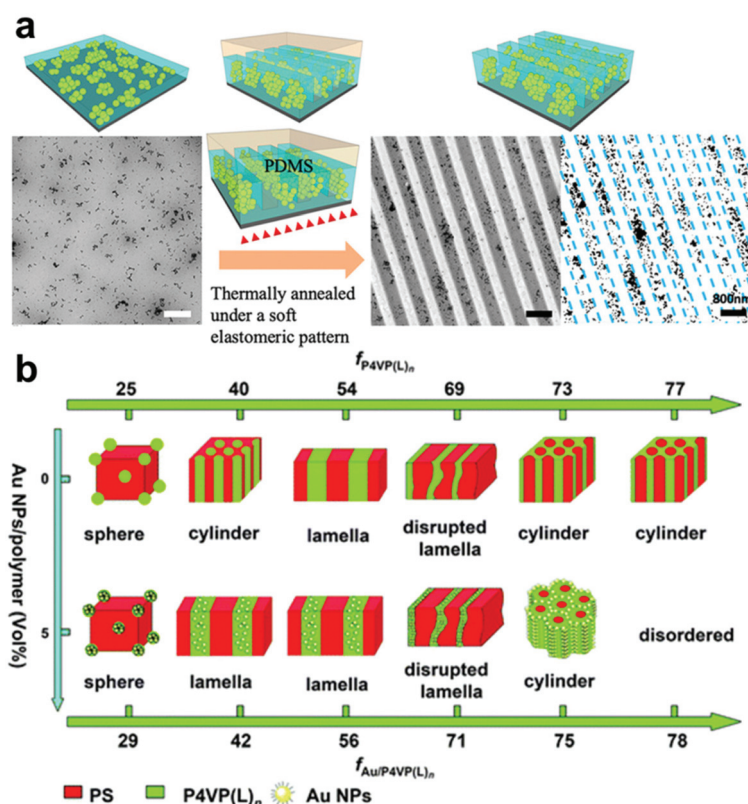 a
PDMS
Thermally annealed
under a soft
elastomeric pattern
800nm
b
fP4VP(L)n
25 40 54 69 73 77
Au NPs/polymer (Vol%)
0
sphere cylinder lamella disrupted lamella cylinder cylinder
5
sphere lamella lamella disrupted lamella cylinder disordered
29 42 56 71 75 78
fAu/P4VP(L)n
PS P4VP(L)n Au NPs